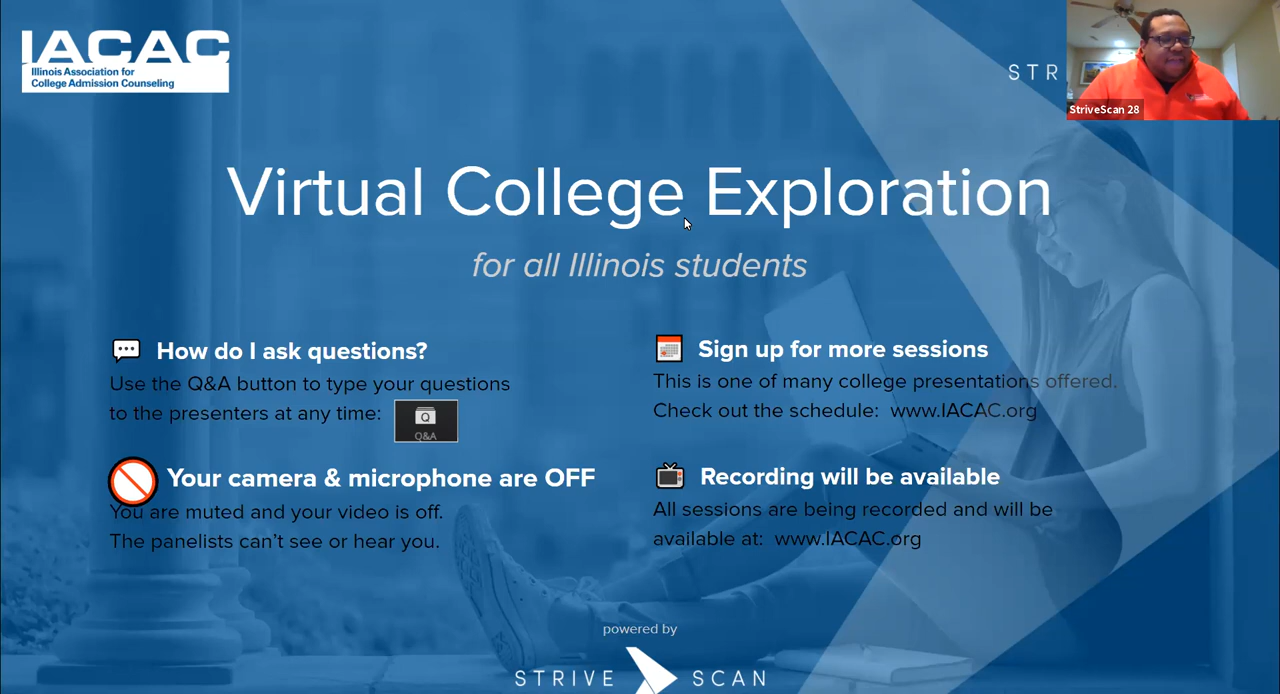 IACAC
Illinois Association for
College Admission Counseling
STR
StriveScan 28
Virtual College Exploration
for all Illinois students
How do I ask questions?
Use the Q&A button to type your questions
to the presenters at any time:
Q
Q&A
Your camera & microphone are OFF
You are muted and your video is off.
The panelists can't see or hear you.
Sign up for more sessions
This is one of many college presentations offered.
Check out the schedule: www.IACAC.org
Recording will be available
All sessions are being recorded and will be
available at: www.IACAC.org
powered by
STRIVE SCAN